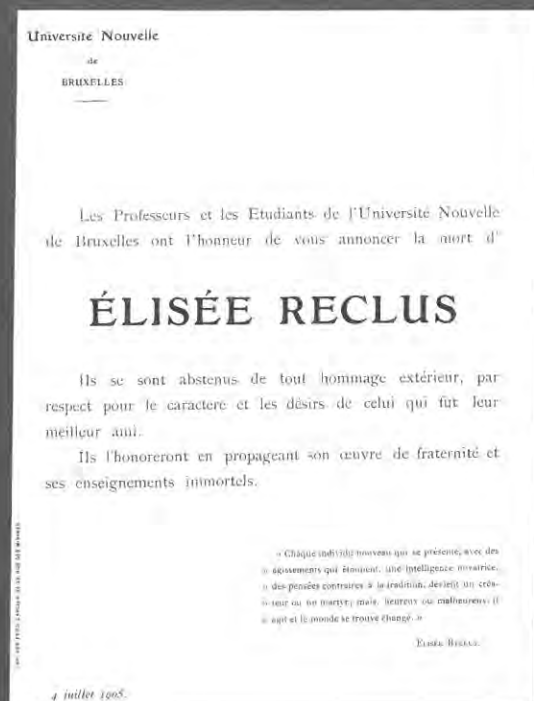 Université Nouvelle
de
BRUXELLES
Les Professeurs et les Etudiants de l'Université Nouvelle
de Bruxelles ont l'honneur de vous annoncer la mort d'
ÉLISÉE RECLUS
Ils se sont abstenus de tout hommage extérieur, par
respect pour le caractère et les désirs de celui qui fut leur
meilleur ami.
Ils l'honoreront en propageant son œuvre de fraternité et
ses enseignements immortels.
« Chaque individu nouveau qui se présente, avec des
» agissements qui étonnent, une intelligence novatrice,
» des pensées contraires à la tradition, devient un créa-
» teur ou un martyr; mais, heureux ou malheureux, il
» agit et le monde se trouve changé. »
ÉLISÉE RECLUS.
4 juillet 1905.